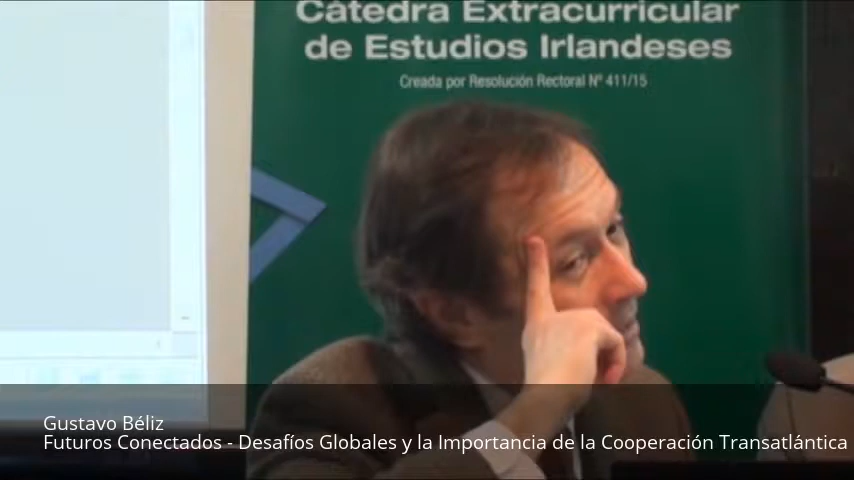 Cátedra Extracurricular
de Estudios Irlandeses
Creada por Resolución Rectoral Nº 411/15
Gustavo Béliz
Futuros Conectados - Desafíos Globales y la Importancia de la Cooperación Transatlántica